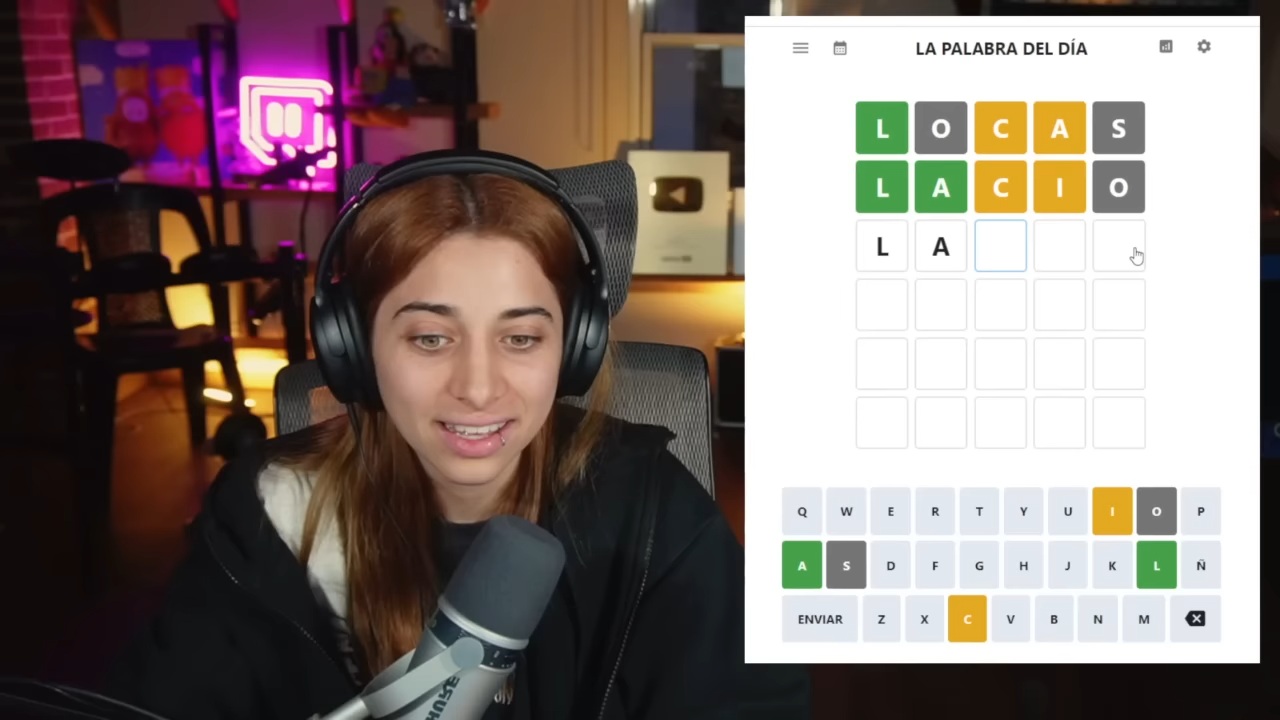 LA PALABRA DEL DÍA
L O C A S
L A C I O
L A
Q W E R T Y U I O P
A S D F G H J K L Ñ
ENVIAR Z X C V B N M